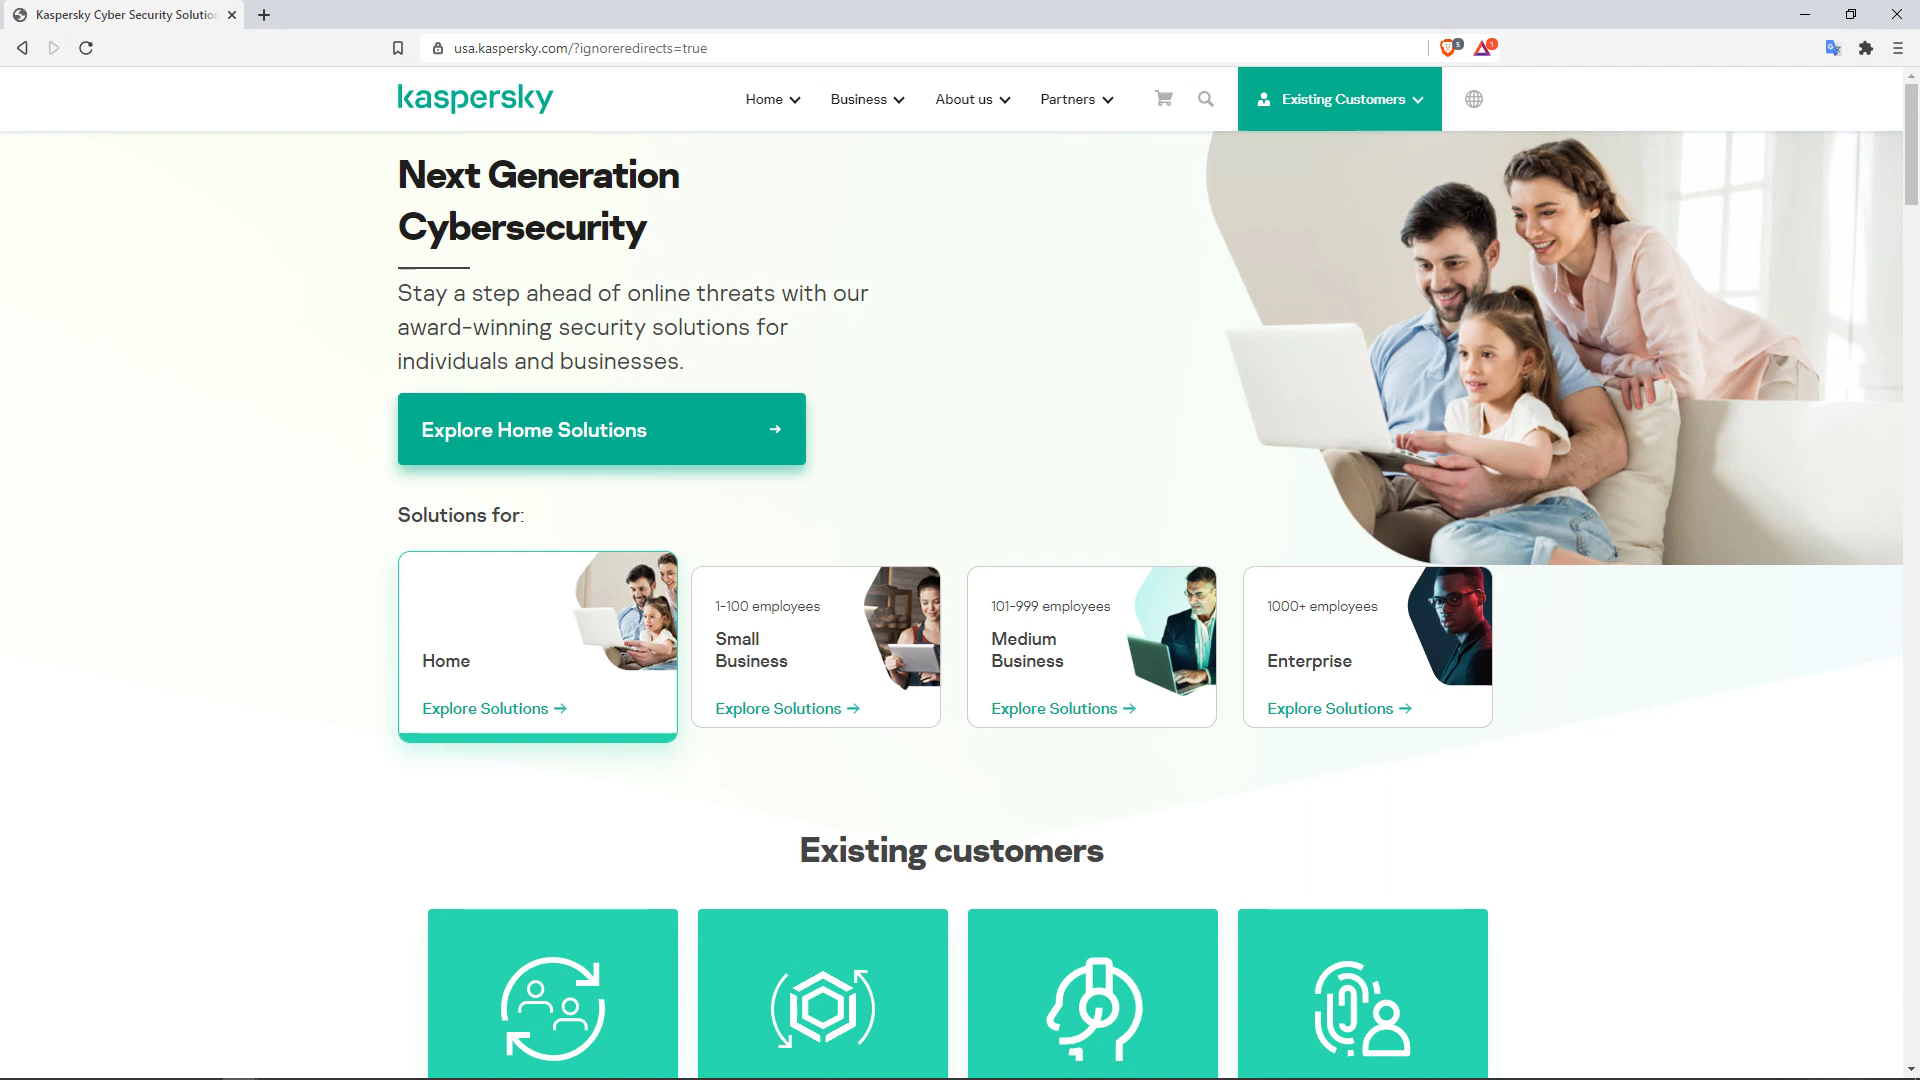 Kaspersky Cyber Security Solutio
usa.kaspersky.com/?ignoreredirects=true
5
1
kaspersky
Home
Business
About us
Partners
Existing Customers
Next Generation
Cybersecurity
Stay a step ahead of online threats with our
award-winning security solutions for
individuals and businesses.
Explore Home Solutions
Solutions for:
Home
Explore Solutions
1-100 employees
Small
Business
Explore Solutions
101-999 employees
Medium
Business
Explore Solutions
1000+ employees
Enterprise
Explore Solutions
Existing customers